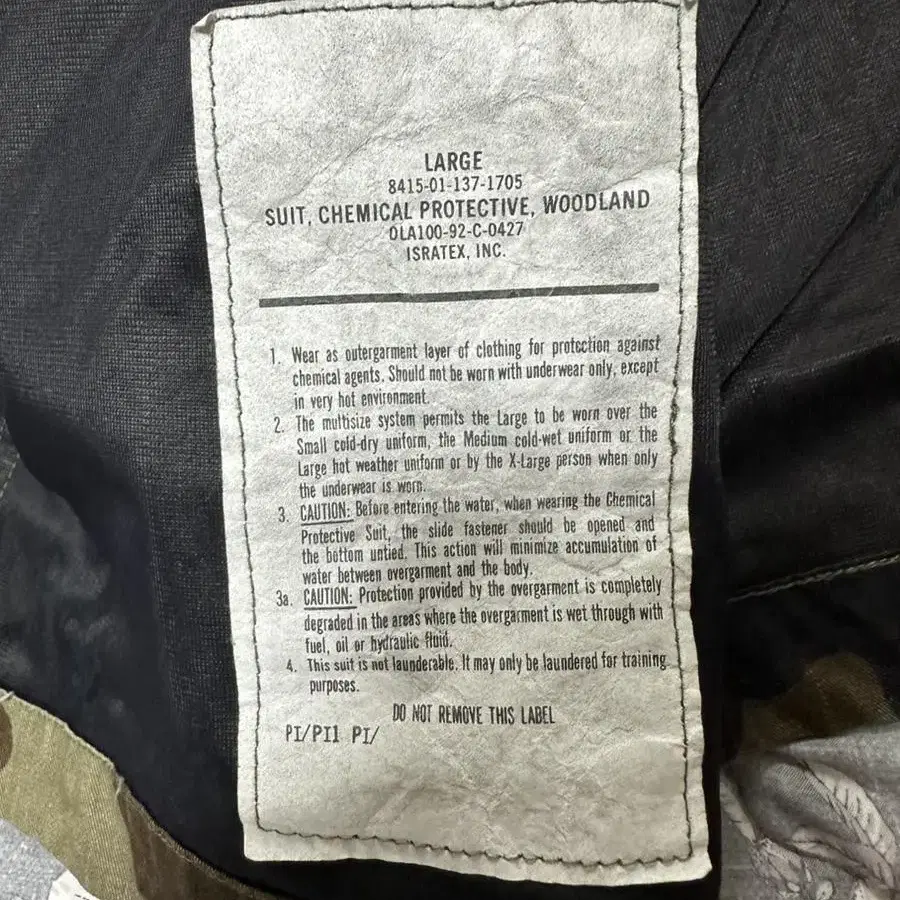 LARGE
8415-01-137-1705
SUIT, CHEMICAL PROTECTIVE, WOODLAND
DLA100-92-C-0427
ISRATEX, INC.
1. Wear as outergarment layer of clothing for protection against
chemical agents. Should not be worn with underwear only, except
in very hot environment.
2. The multisize system permits the Large to be worn over the
Small cold-dry uniform, the Medium cold-wet uniform or the
Large hot weather uniform or by the X-Large person when only
the underwear is worn.
3. CAUTION: Before entering the water, when wearing the Chemical
Protective Suit, the slide fastener should be opened and
the bottom untied. This action will minimize accumulation of
water between overgarment and the body.
3a. CAUTION: Protection provided by the overgarment is completely
degraded in the areas where the overgarment is wet through with
fuel, oil or hydraulic fluid.
4. This suit is not launderable. It may only be laundered for training
purposes.
DO NOT REMOVE THIS LABEL
PI/PI1 PI/